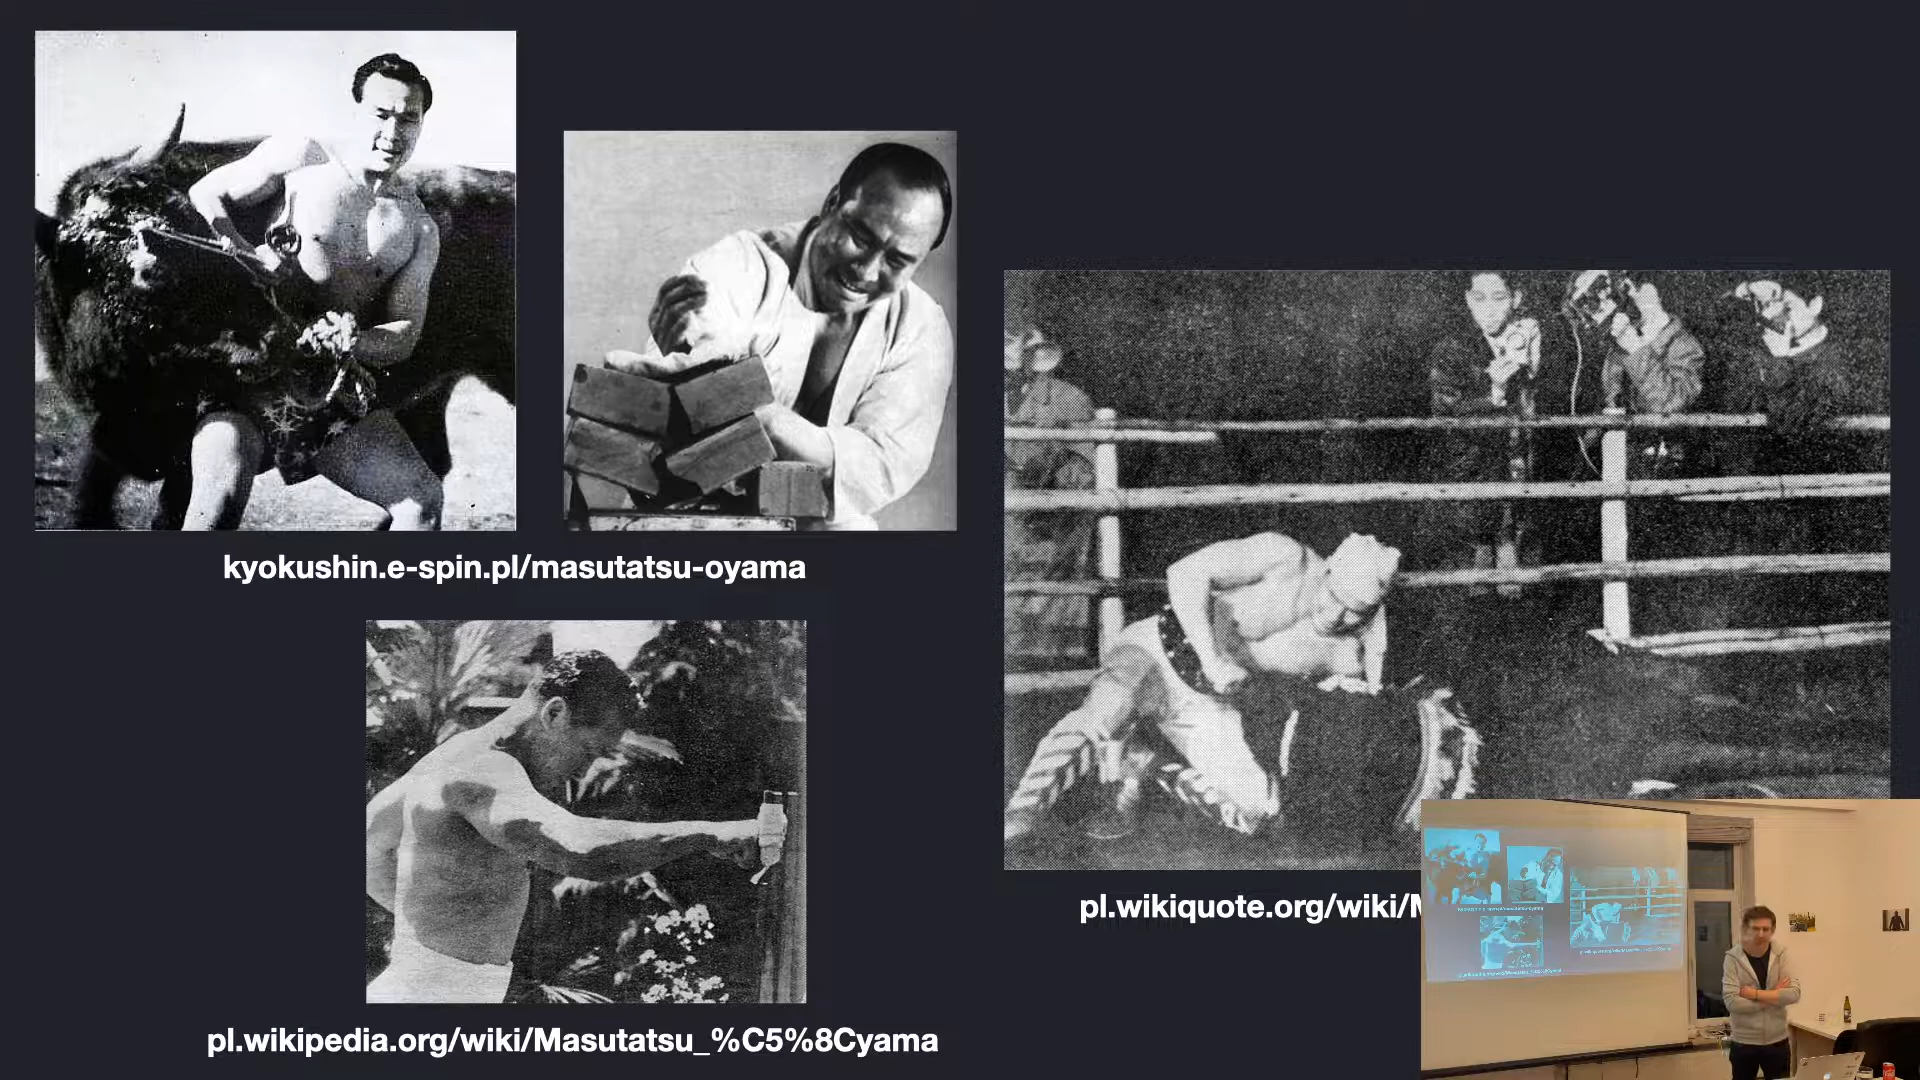 kyokushin.e-spin.pl/masutatsu-oyama
pl.wikiquote.org/wiki/
pl.wikipedia.org/wiki/Masutatsu_%C5%8Cyama